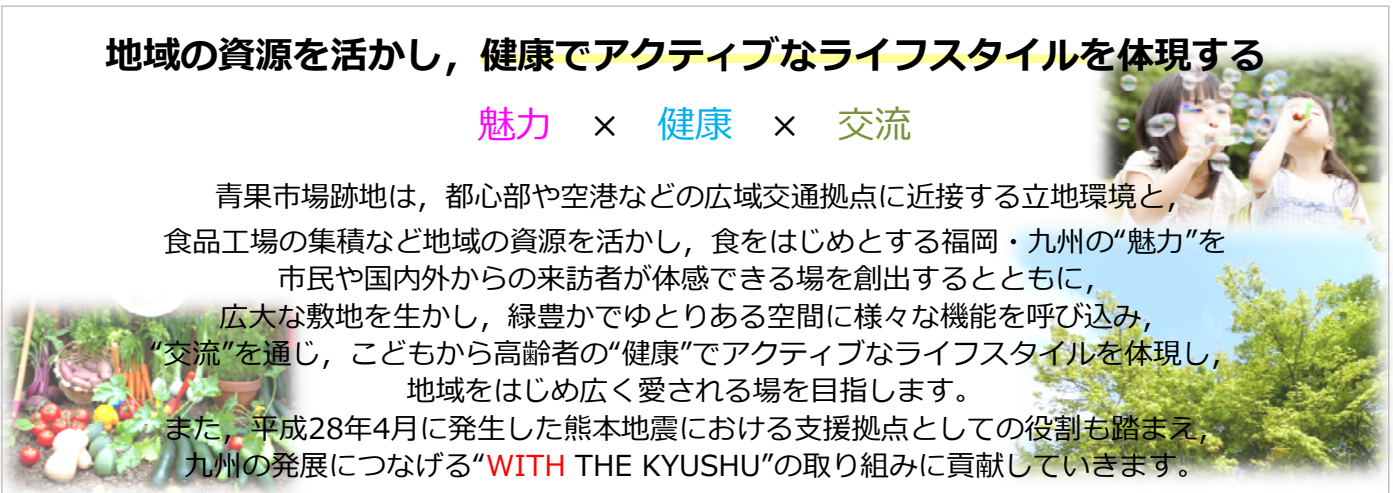 地域の資源を活かし，健康でアクティブなライフスタイルを体現する
魅力 × 健康 × 交流
青果市場跡地は，都心部や空港などの広域交通拠点に近接する立地環境と，
食品工場の集積など地域の資源を活かし，食をはじめとする福岡・九州の“魅力”を
市民や国内外からの来訪者が体感できる場を創出するとともに，
広大な敷地を生かし，緑豊かでゆとりある空間に様々な機能を呼び込み，
“交流”を通じ，こどもから高齢者の“健康”でアクティブなライフスタイルを体現し，
地域をはじめ広く愛される場を目指します。
また，平成28年4月に発生した熊本地震における支援拠点としての役割も踏まえ，
九州の発展につなげる“WITH THE KYUSHU”の取り組みに貢献していきます。